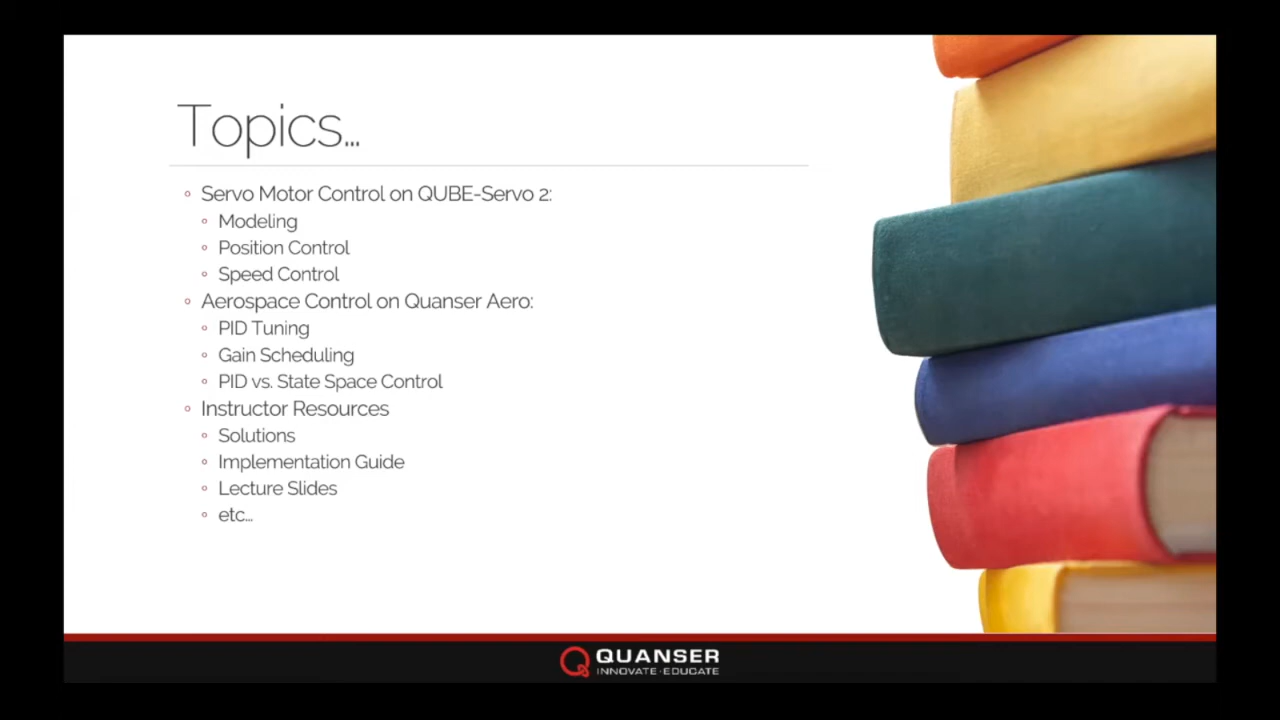 Topics...
Servo Motor Control on QUBE-Servo 2:
Modeling
Position Control
Speed Control
Aerospace Control on Quanser Aero:
PID Tuning
Gain Scheduling
PID vs. State Space Control
Instructor Resources
Solutions
Implementation Guide
Lecture Slides
etc...
QUANSER
INNOVATE·EDUCATE